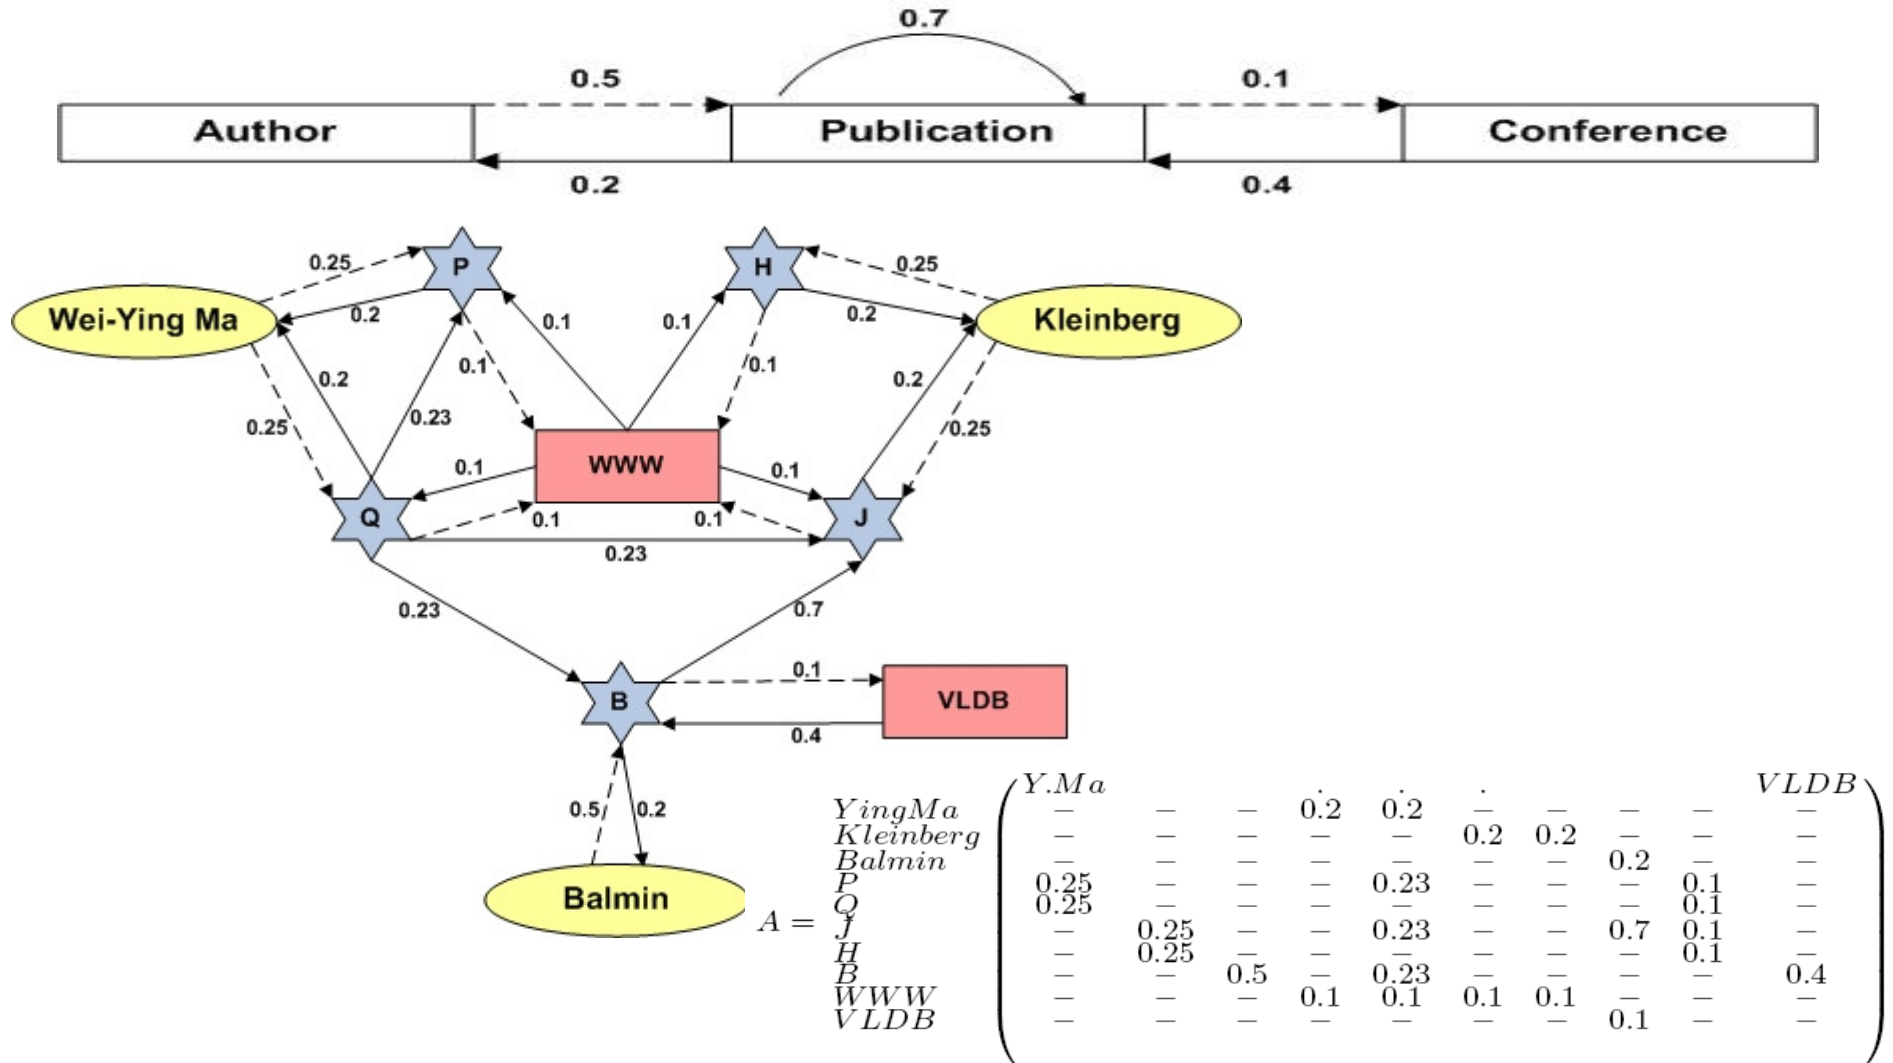 0.7
0.5 0.1
Author Publication Conference
0.2 0.4
P H
0.25 0.25
Wei-Ying Ma 0.2 0.1 0.1 0.2 Kleinberg
0.1 0.1
0.2 0.2
0.25 0.23 0.25
0.1 WWW 0.1
Q 0.1 0.1 J
0.23
0.23 0.7
0.1
B VLDB
0.4
0.5 0.2
Balmin
Y.Ma . . . VLDB
YingMa – – – 0.2 0.2 – – – – –
Kleinberg – – – – – 0.2 0.2 – – –
Balmin – – – – – – – 0.2 – –
P 0.25 – – – 0.23 – – – 0.1 –
Q 0.25 – – – – – – – 0.1 –
A = J – 0.25 – – 0.23 – – 0.7 0.1 –
H – 0.25 – – – – – – 0.1 –
B – – 0.5 – 0.23 – – – – 0.4
WWW – – – 0.1 0.1 0.1 0.1 – – –
VLDB – – – – – – – 0.1 – –